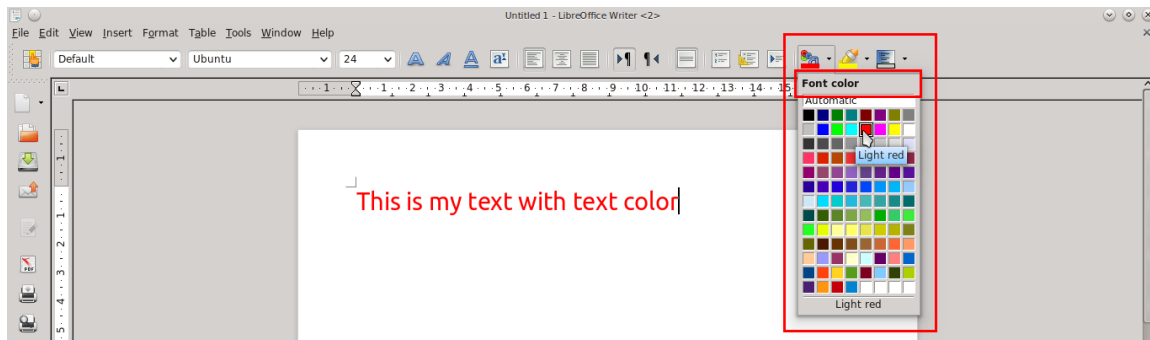 Untitled 1 - LibreOffice Writer <2>
File Edit View Insert Format Table Tools Window Help
Default Ubuntu 24
Font color
Automatic
Light red
This is my text with text color
Light red